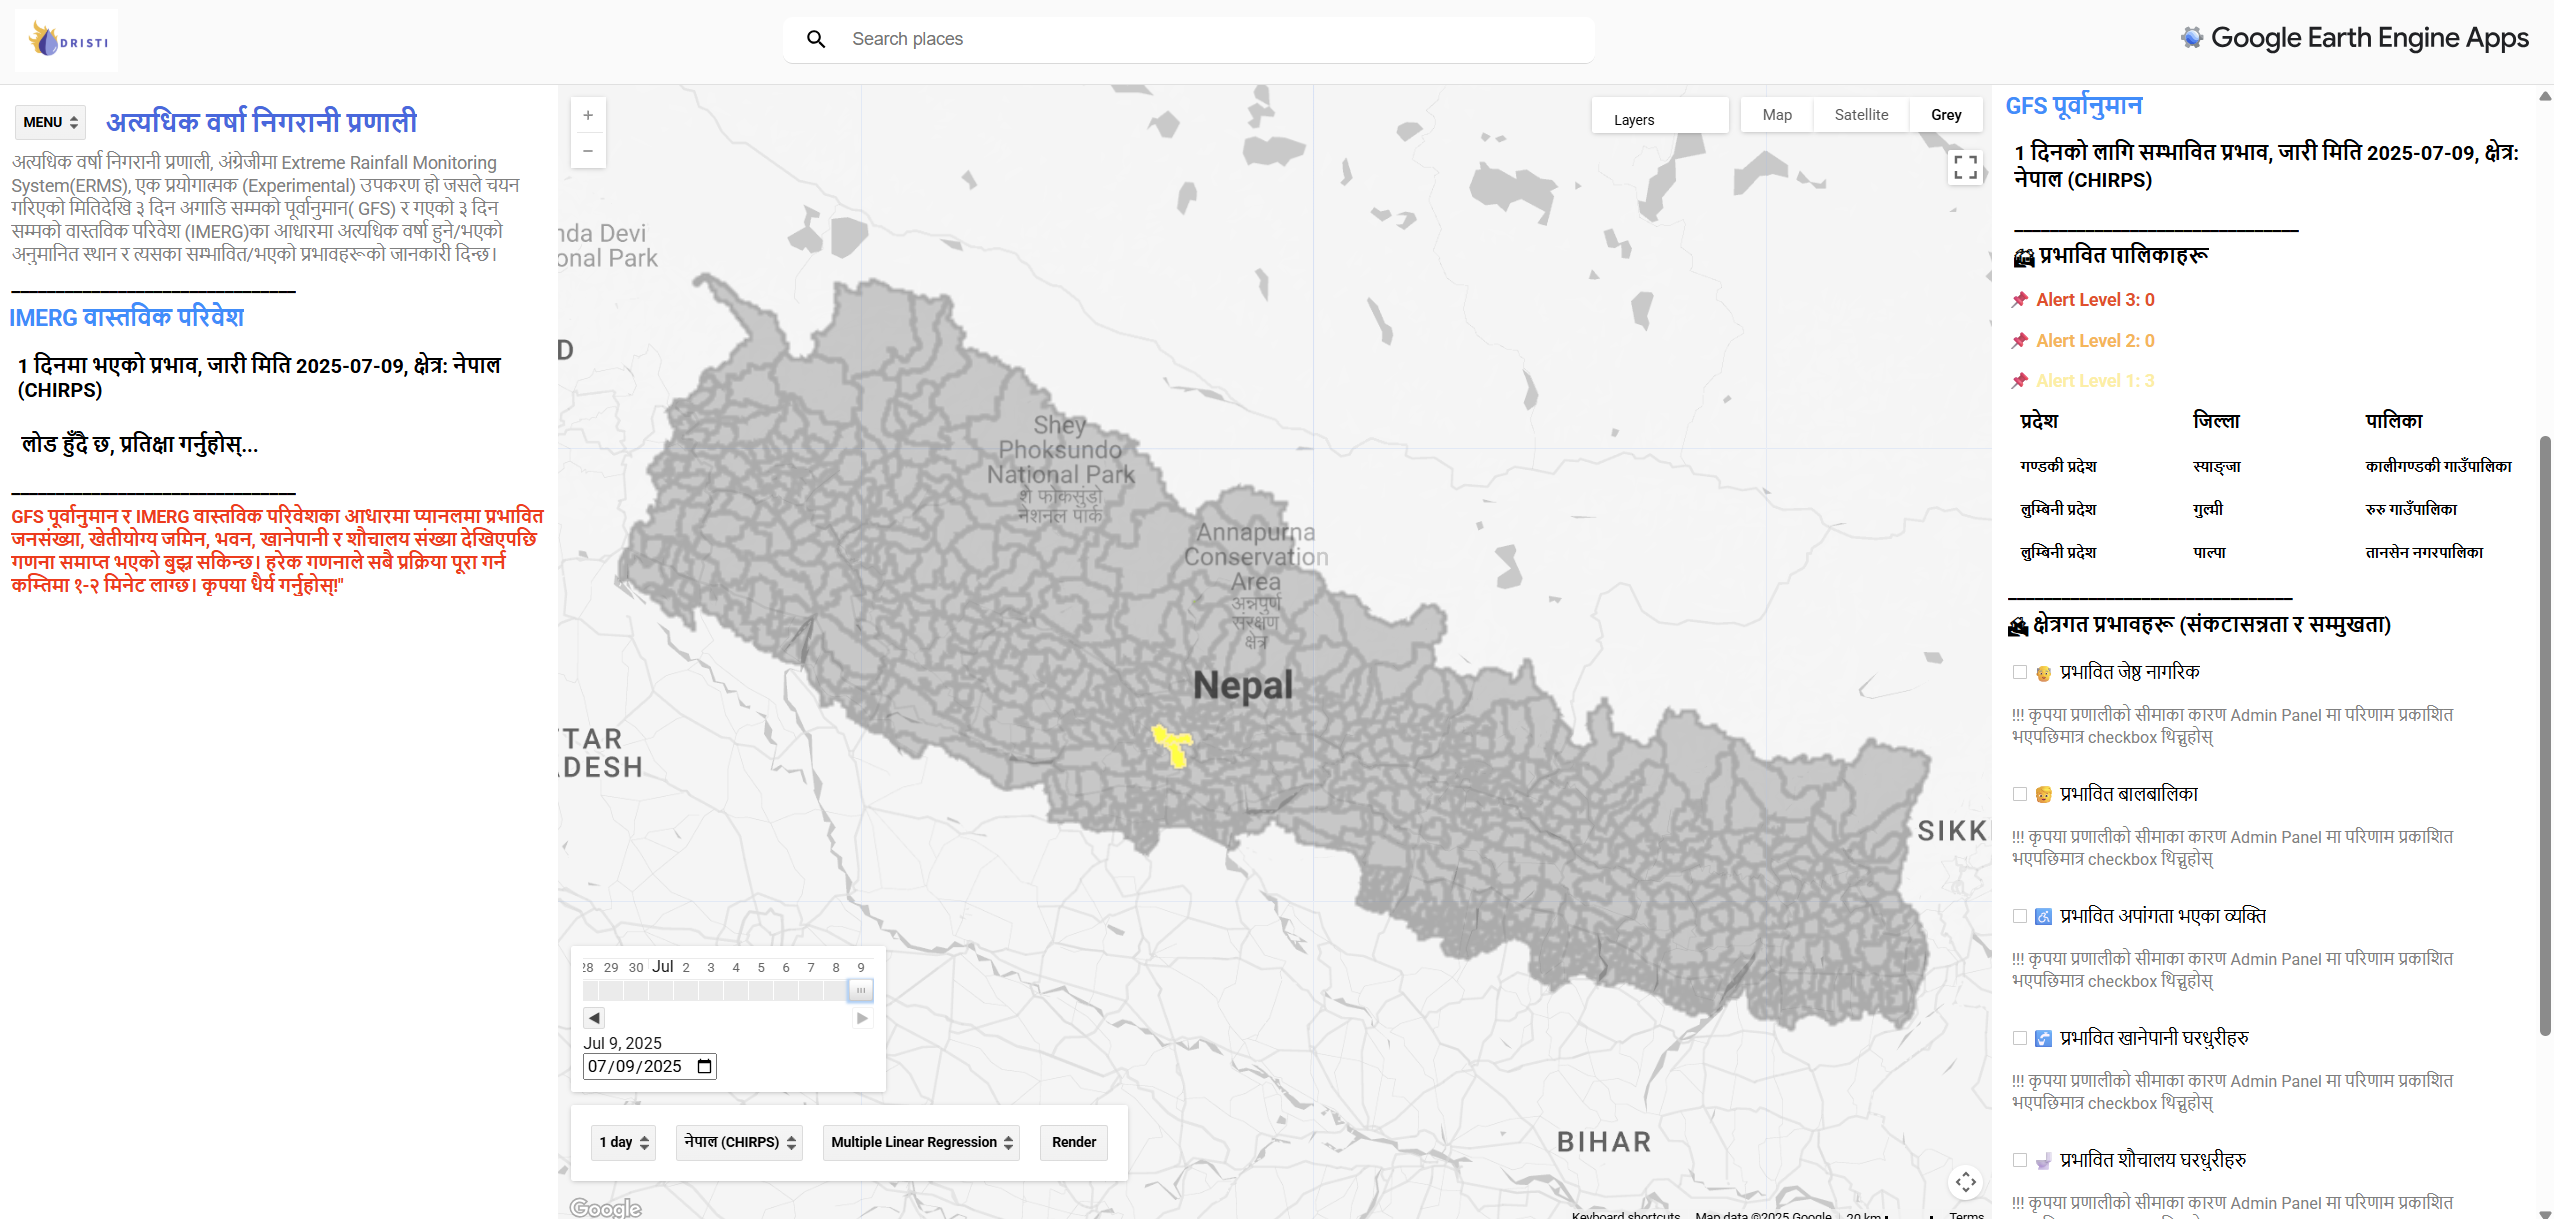 DRISTI
Search places
Google Earth Engine Apps
MENU
अत्यधिक वर्षा निगरानी प्रणाली
अत्यधिक वर्षा निगरानी प्रणाली, अंग्रेजीमा Extreme Rainfall Monitoring
System(ERMS), एक प्रयोगात्मक (Experimental) उपकरण हो जसले चयन
गरिएको मितिदेखि ३ दिन अगाडि सम्मको पूर्वानुमान( GFS) र गएको ३ दिन
सम्मको वास्तविक परिवेश (IMERG)का आधारमा अत्यधिक वर्षा हुने/भएको
अनुमानित स्थान र त्यसका सम्भावित/भएको प्रभावहरूको जानकारी दिन्छ।
IMERG वास्तविक परिवेश
1 दिनमा भएको प्रभाव, जारी मिति 2025-07-09, क्षेत्र: नेपाल
(CHIRPS)
लोड हुँदै छ, प्रतिक्षा गर्नुहोस्...
GFS पूर्वानुमान र IMERG वास्तविक परिवेशका आधारमा प्यानलमा प्रभावित
जनसंख्या, खेतीयोग्य जमिन, भवन, खानेपानी र शौचालय संख्या देखिएपछि
गणना समाप्त भएको बुझ्न सकिन्छ। हरेक गणनाले सबै प्रक्रिया पूरा गर्न
कम्तिमा १-२ मिनेट लाग्छ। कृपया धैर्य गर्नुहोस्!"
+
−
Layers
Map
Satellite
Grey
nda Devi
onal Park
D
Shey
Phoksundo
National Park
शे फोकसुंडो
नेशनल पार्क
Annapurna
Conservation
Area
अन्नपुर्ण
संरक्षण
क्षेत्र
Nepal
TAR
DESH
SIKK
BIHAR
28 29 30 Jul 2 3 4 5 6 7 8 9
Jul 9, 2025
07/09/2025
1 day
नेपाल (CHIRPS)
Multiple Linear Regression
Render
Google
Keyboard shortcuts
Map data ©2025 Google
20 km
Terms
GFS पूर्वानुमान
1 दिनको लागि सम्भावित प्रभाव, जारी मिति 2025-07-09, क्षेत्र:
नेपाल (CHIRPS)
प्रभावित पालिकाहरू
Alert Level 3: 0
Alert Level 2: 0
Alert Level 1: 3
प्रदेश जिल्ला पालिका
गण्डकी प्रदेश स्याङ्जा कालीगण्डकी गाउँपालिका
लुम्बिनी प्रदेश गुल्मी रुरु गाउँपालिका
लुम्बिनी प्रदेश पाल्पा तानसेन नगरपालिका
क्षेत्रगत प्रभावहरू (संकटासन्नता र सम्मुखता)
प्रभावित जेष्ठ नागरिक
!!! कृपया प्रणालीको सीमाका कारण Admin Panel मा परिणाम प्रकाशित
भएपछिमात्र checkbox थिच्नुहोस्
प्रभावित बालबालिका
!!! कृपया प्रणालीको सीमाका कारण Admin Panel मा परिणाम प्रकाशित
भएपछिमात्र checkbox थिच्नुहोस्
प्रभावित अपांगता भएका व्यक्ति
!!! कृपया प्रणालीको सीमाका कारण Admin Panel मा परिणाम प्रकाशित
भएपछिमात्र checkbox थिच्नुहोस्
प्रभावित खानेपानी घरधुरीहरु
!!! कृपया प्रणालीको सीमाका कारण Admin Panel मा परिणाम प्रकाशित
भएपछिमात्र checkbox थिच्नुहोस्
प्रभावित शौचालय घरधुरीहरु
!!! कृपया प्रणालीको सीमाका कारण Admin Panel मा परिणाम प्रकाशित